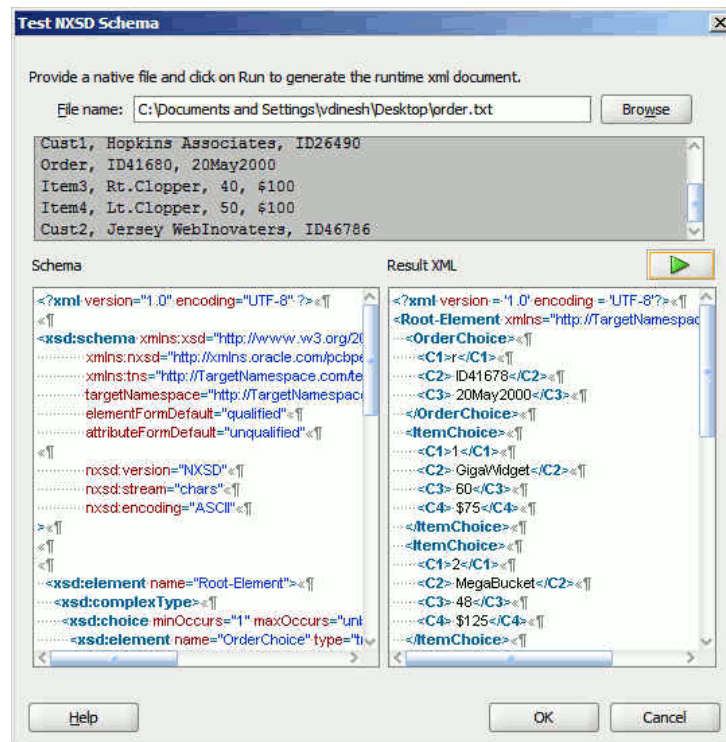 Test NXSD Schema
Provide a native file and click on Run to generate the runtime xml document.
File name: C:\Documents and Settings\vdinesh\Desktop\order.txt Browse
Cust1, Hopkins Associates, ID26490
Order, ID41680, 20May2000
Item3, Rt.Clopper, 40, $100
Item4, Lt.Clopper, 50, $100
Cust2, Jersey WebInovaters, ID46786
Schema
<?xml version="1.0" encoding="UTF-8" ?>«¶
«¶
<xsd:schema xmlns:xsd="http://www.w3.org/20
xmlns:nxsd="http://xmlns.oracle.com/pcbpe
xmlns:tns="http://TargetNamespace.com/te
targetNamespace="http://TargetNamespac
elementFormDefault="qualified"«¶
attributeFormDefault="unqualified"«¶
«¶
nxsd:version="NXSD"«¶
nxsd:stream="chars"«¶
nxsd:encoding="ASCII"«¶
>«¶
«¶
«¶
<xsd:element name="Root-Element">«¶
<xsd:complexType>«¶
<xsd:choice minOccurs="1" maxOccurs="unb
<xsd:element name="OrderChoice" type="t
Result XML
<?xml version = '1.0' encoding = 'UTF-8'?>«¶
<Root-Element xmlns="http://TargetNamespac
<OrderChoice>«¶
<C1>r</C1>«¶
<C2> ID41678</C2>«¶
<C3> 20May2000</C3>«¶
</OrderChoice>«¶
<ItemChoice>«¶
<C1>1</C1>«¶
<C2> GigaWidget</C2>«¶
<C3> 60</C3>«¶
<C4> $75</C4>«¶
</ItemChoice>«¶
<ItemChoice>«¶
<C1>2</C1>«¶
<C2> MegaBucket</C2>«¶
<C3> 48</C3>«¶
<C4> $125</C4>«¶
</ItemChoice>«¶
Help OK Cancel